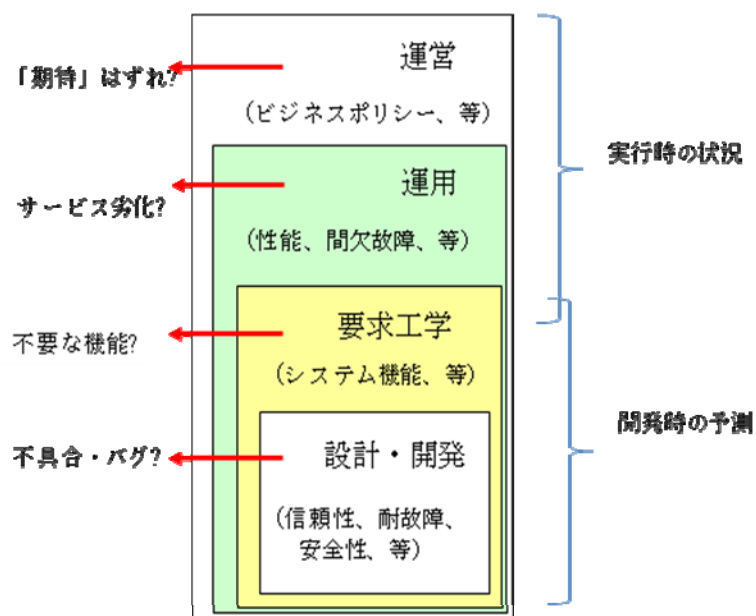 運営
「期待」はずれ?
(ビジネスポリシー、等)
実行時の状況
運用
サービス劣化?
(性能、間欠故障、等)
要求工学
不要な機能?
(システム機能、等)
開発時の予測
設計・開発
不具合・バグ?
(信頼性、耐故障、
安全性、等)